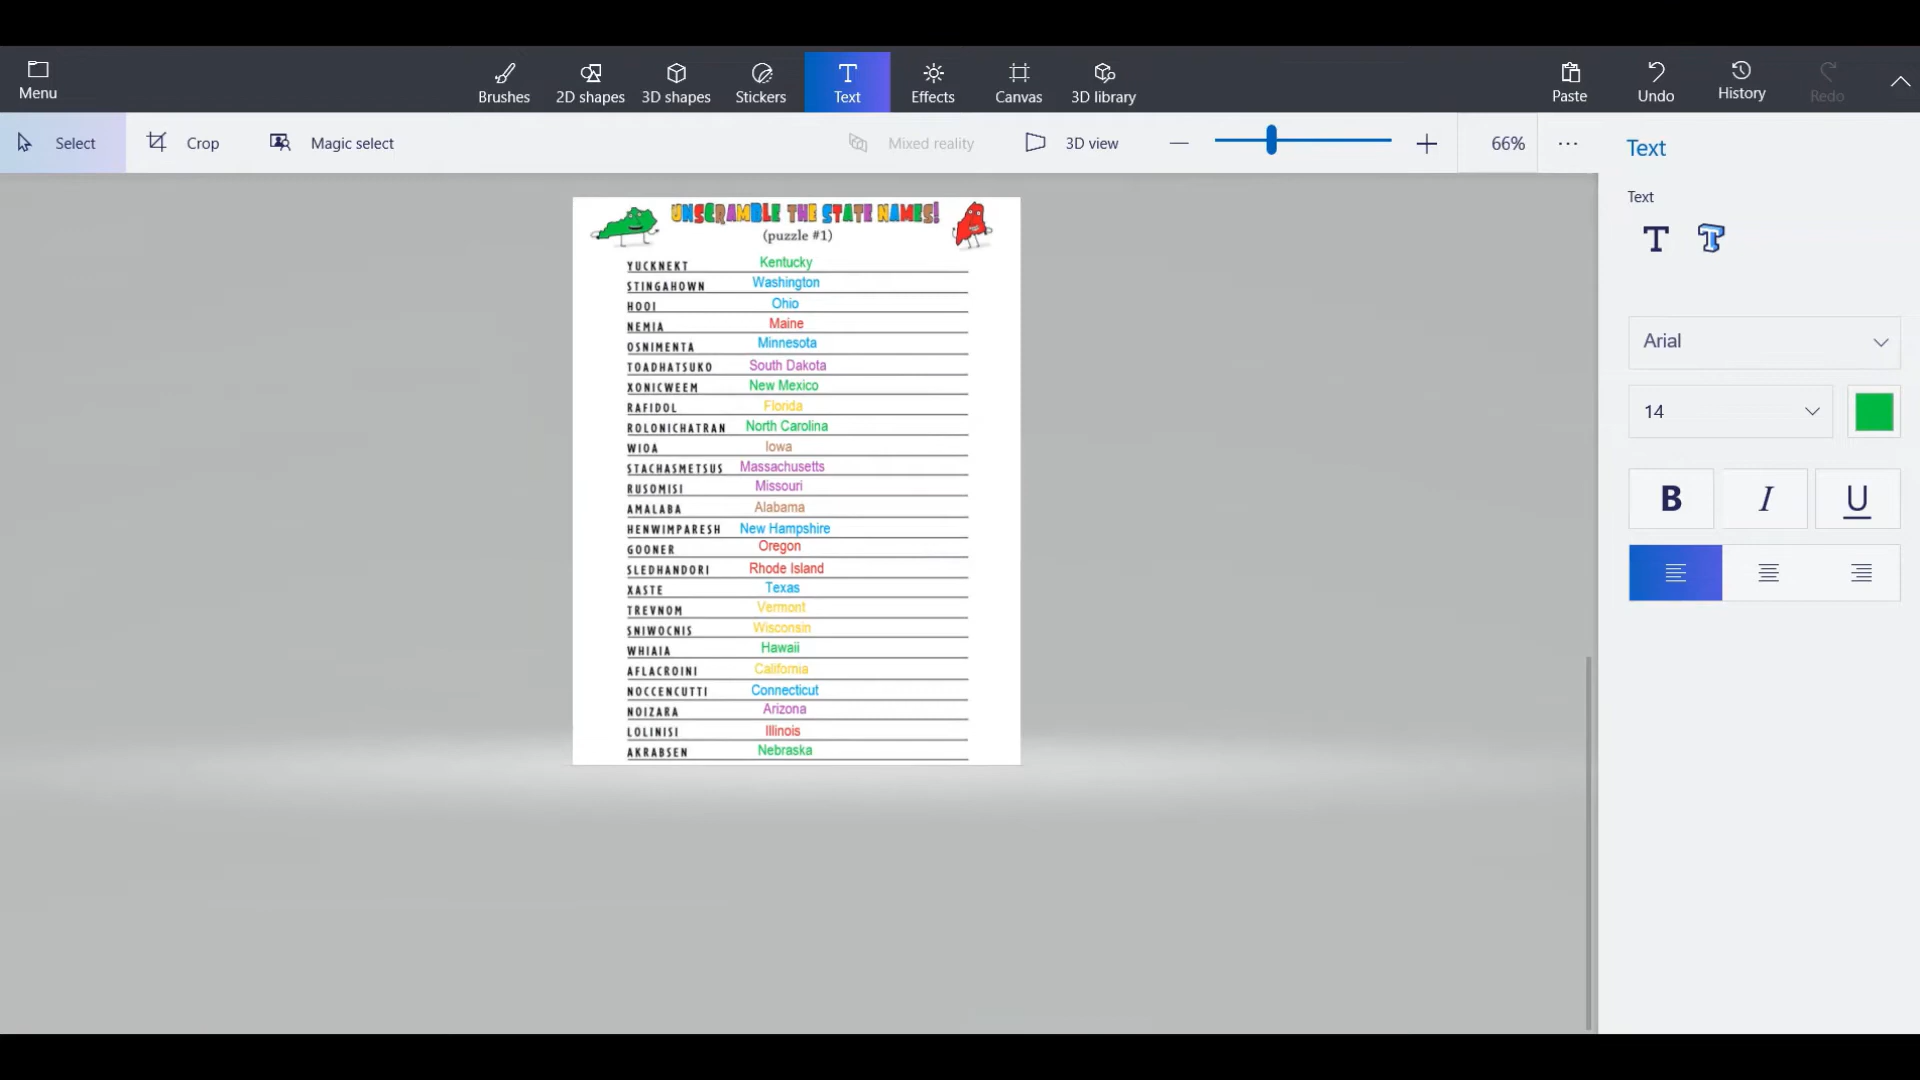 Menu
Brushes
2D shapes
3D shapes
Stickers
Text
Effects
Canvas
3D library
Paste
Undo
History
Redo
Select
Crop
Magic select
Mixed reality
3D view
66%
Text
Text
Arial
14
B
I
U
UNSCRAMBLE THE STATE NAMES!
(puzzle #1)
YUCKNEKT Kentucky
STINGAHOWN Washington
HOOI Ohio
NEMIA Maine
OSNIMENTA Minnesota
TOADHATSUKO South Dakota
XONICWEEM New Mexico
RAFIDOL Florida
ROLONICHATRAN North Carolina
WIOA Iowa
STACHASMETSUS Massachusetts
RUSOMISI Missouri
AMALABA Alabama
HENWIMPARESH New Hampshire
GOONER Oregon
SLEDHANDORI Rhode Island
XASTE Texas
TREVNOM Vermont
SNIWOCNIS Wisconsin
WHIAIA Hawaii
AFLACROINI California
NOCCENCUTTI Connecticut
NOIZARA Arizona
LOLINISI Illinois
AKRABSEN Nebraska